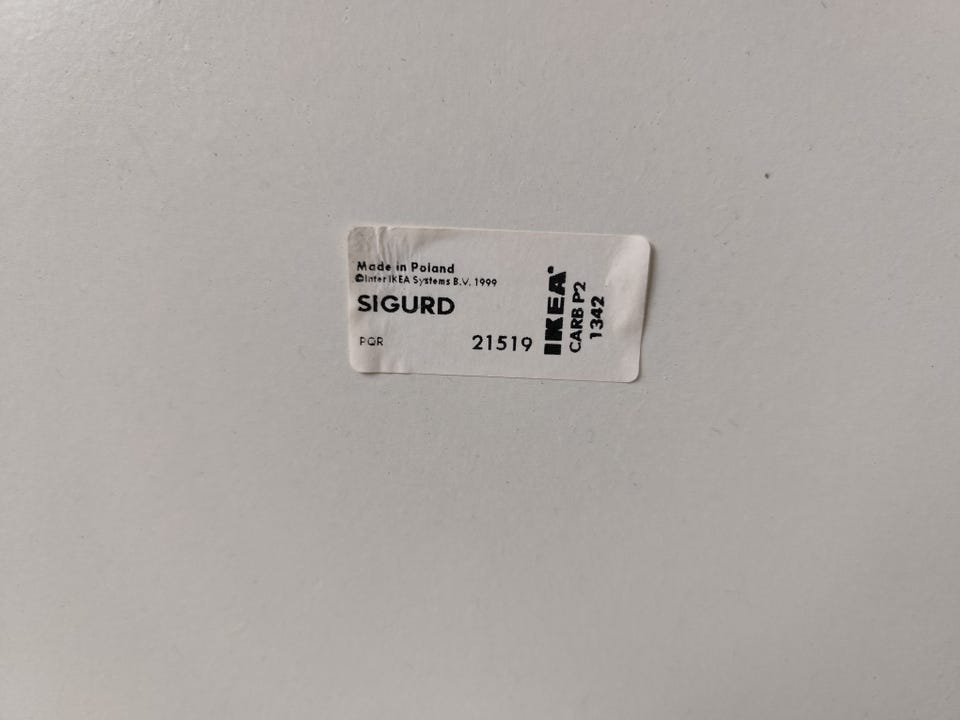 Made in Poland
©Inter IKEA Systems B.V. 1999
SIGURD
PQR 21519
IKEA®
CARB P2
1342